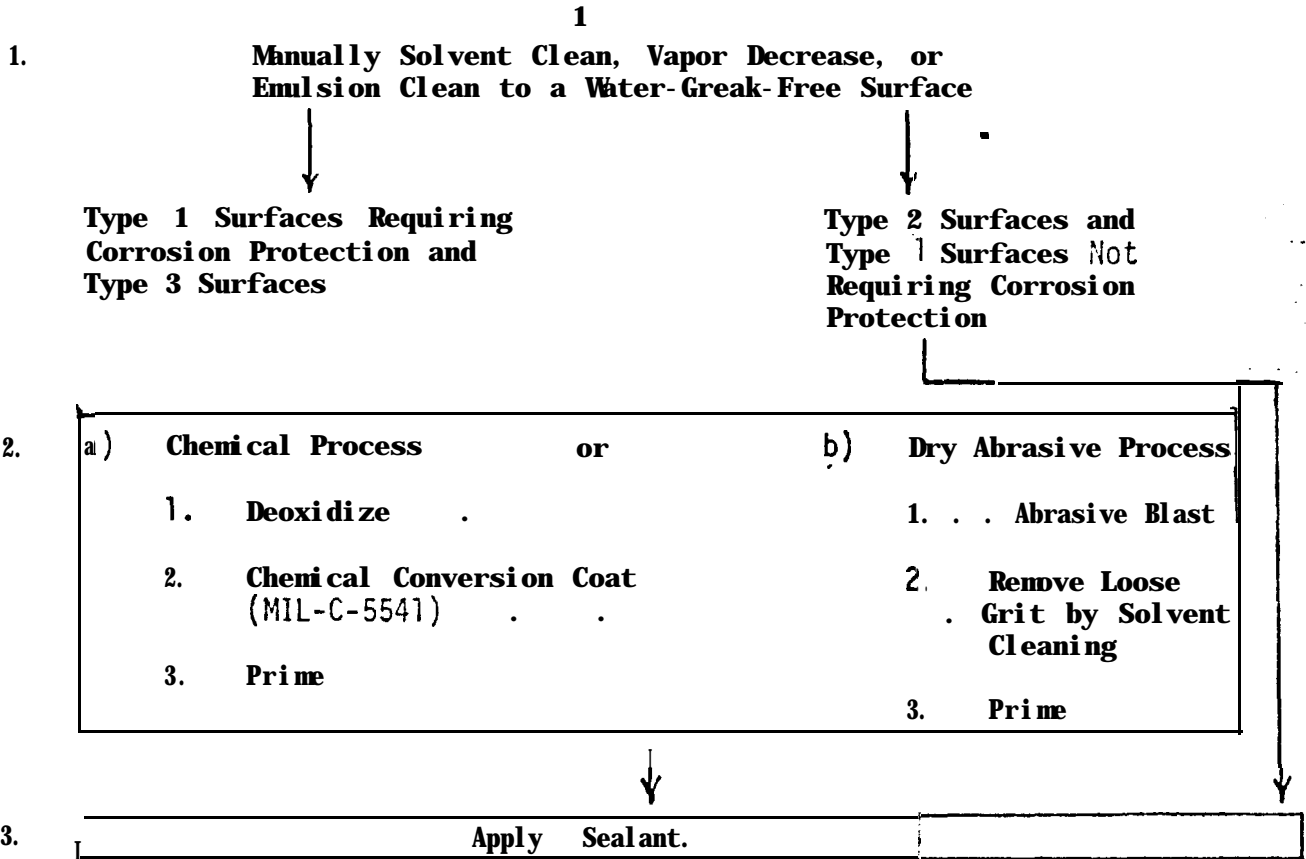 1
1. Manually Solvent Clean, Vapor Decrease, or
Emulsion Clean to a Water-Greak-Free Surface
Type 1 Surfaces Requiring
Corrosion Protection and
Type 3 Surfaces
Type 2 Surfaces and
Type 1 Surfaces Not
Requiring Corrosion
Protection
2. a) Chemical Process or b) Dry Abrasive Process
1. Deoxidize .
1. . . Abrasive Blast
2. Chemical Conversion Coat
(MIL-C-5541) . .
2. Remove Loose
. Grit by Solvent
Cleaning
3. Prime
3. Prime
3. Apply Sealant.